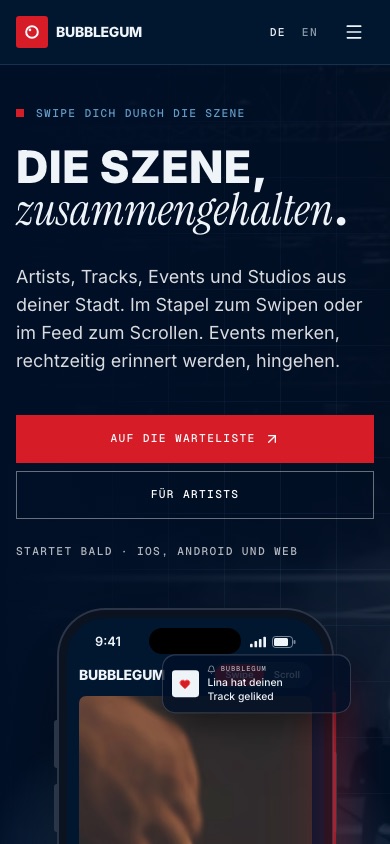 BUBBLEGUM
DE EN
SWIPE DICH DURCH DIE SZENE
DIE SZENE,
zusammengehalten.
Artists, Tracks, Events und Studios aus
deiner Stadt. Im Stapel zum Swipen oder
im Feed zum Scrollen. Events merken,
rechtzeitig erinnert werden, hingehen.
AUF DIE WARTELISTE
FÜR ARTISTS
STARTET BALD · IOS, ANDROID UND WEB
9:41
BUBBLEGUM
Swipe Scroll
BUBBLEGUM
Lina hat deinen
Track geliked